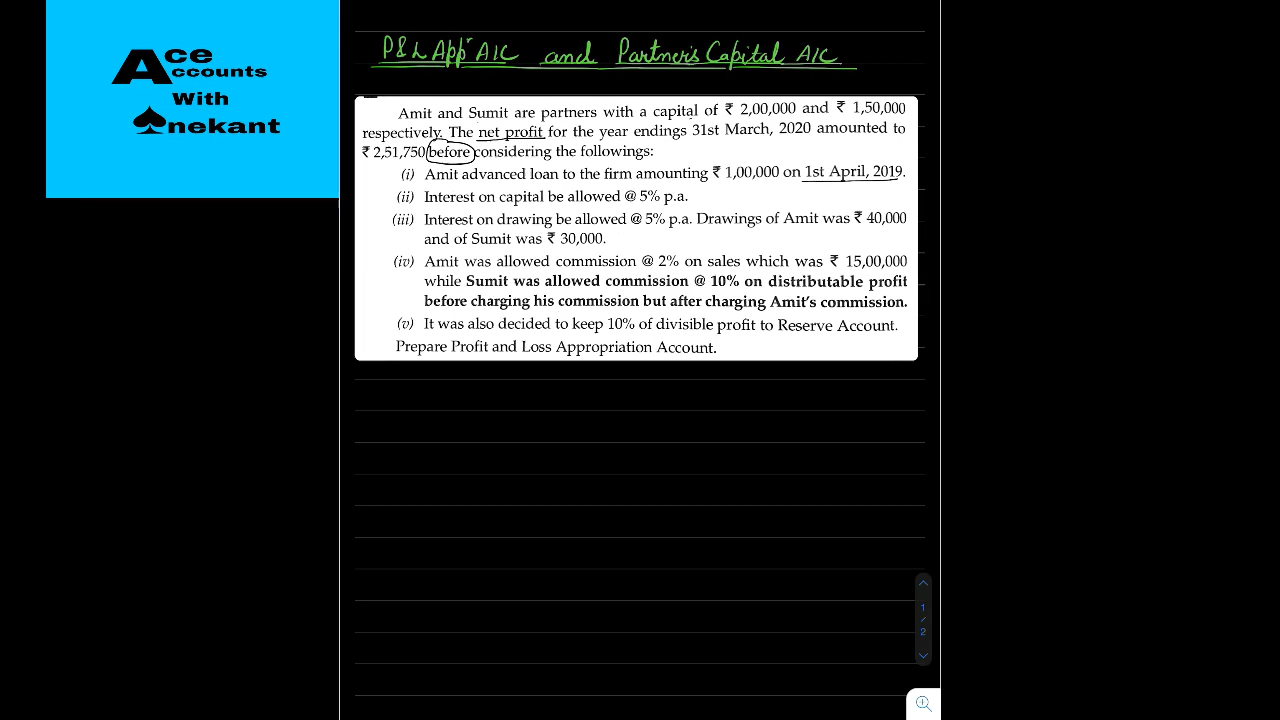 Ace
Accounts
With
Anekant
P&L App" A/C and Partner's Capital A/C
Amit and Sumit are partners with a capital of ₹ 2,00,000 and ₹ 1,50,000
respectively. The net profit for the year endings 31st March, 2020 amounted to
₹ 2,51,750 before considering the followings:
(i) Amit advanced loan to the firm amounting ₹ 1,00,000 on 1st April, 2019.
(ii) Interest on capital be allowed @ 5% p.a.
(iii) Interest on drawing be allowed @ 5% p.a. Drawings of Amit was ₹ 40,000
and of Sumit was ₹ 30,000.
(iv) Amit was allowed commission @ 2% on sales which was ₹ 15,00,000
while Sumit was allowed commission @ 10% on distributable profit
before charging his commission but after charging Amit's commission.
(v) It was also decided to keep 10% of divisible profit to Reserve Account.
Prepare Profit and Loss Appropriation Account.
1
/
2